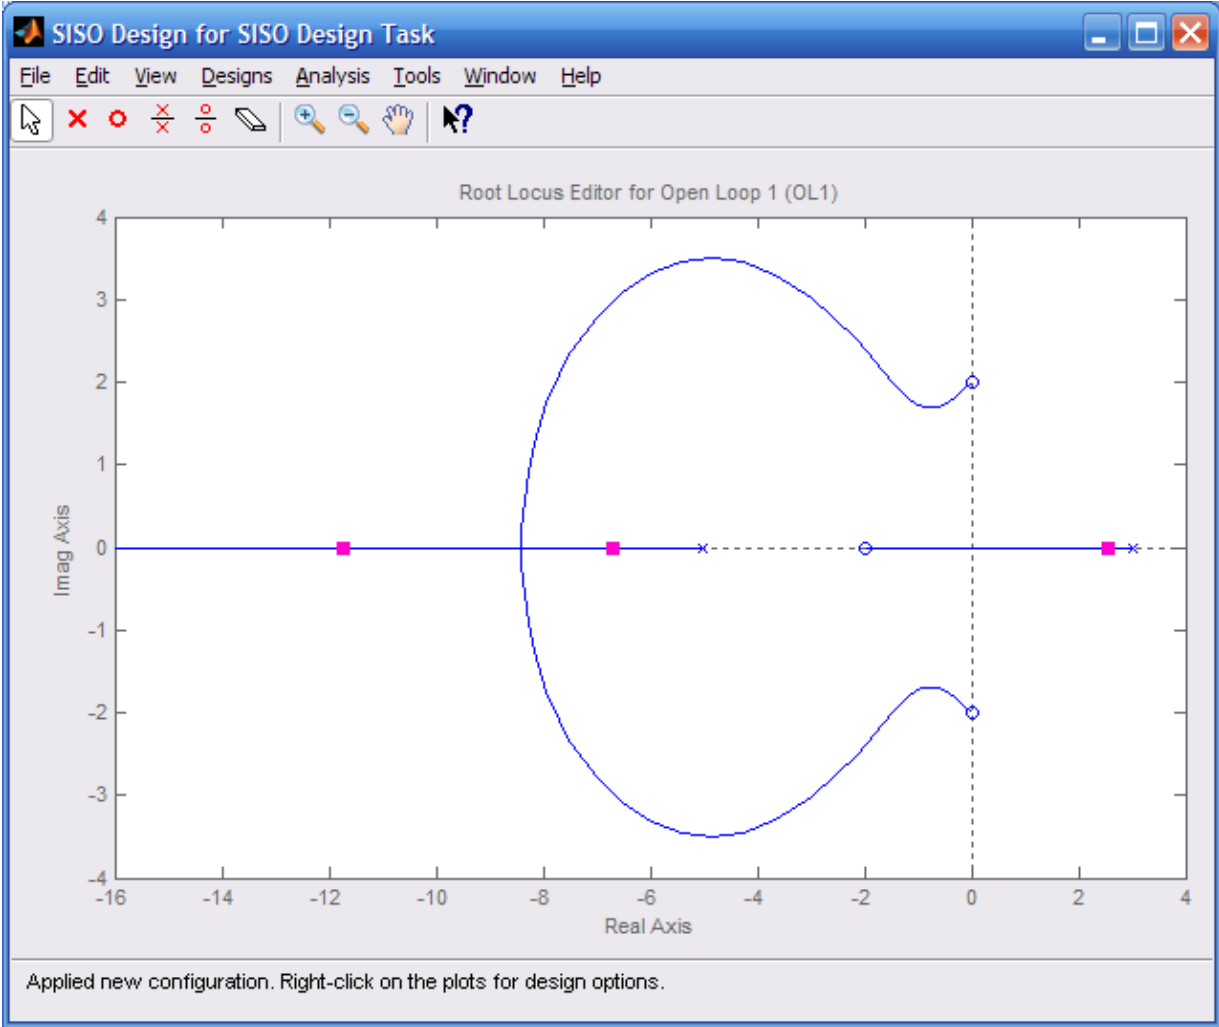 SISO Design for SISO Design Task
File Edit View Designs Analysis Tools Window Help
Root Locus Editor for Open Loop 1 (OL1)
4
3
2
1
0
-1
-2
-3
-4
Imag Axis
-16 -14 -12 -10 -8 -6 -4 -2 0 2 4
Real Axis
Applied new configuration. Right-click on the plots for design options.